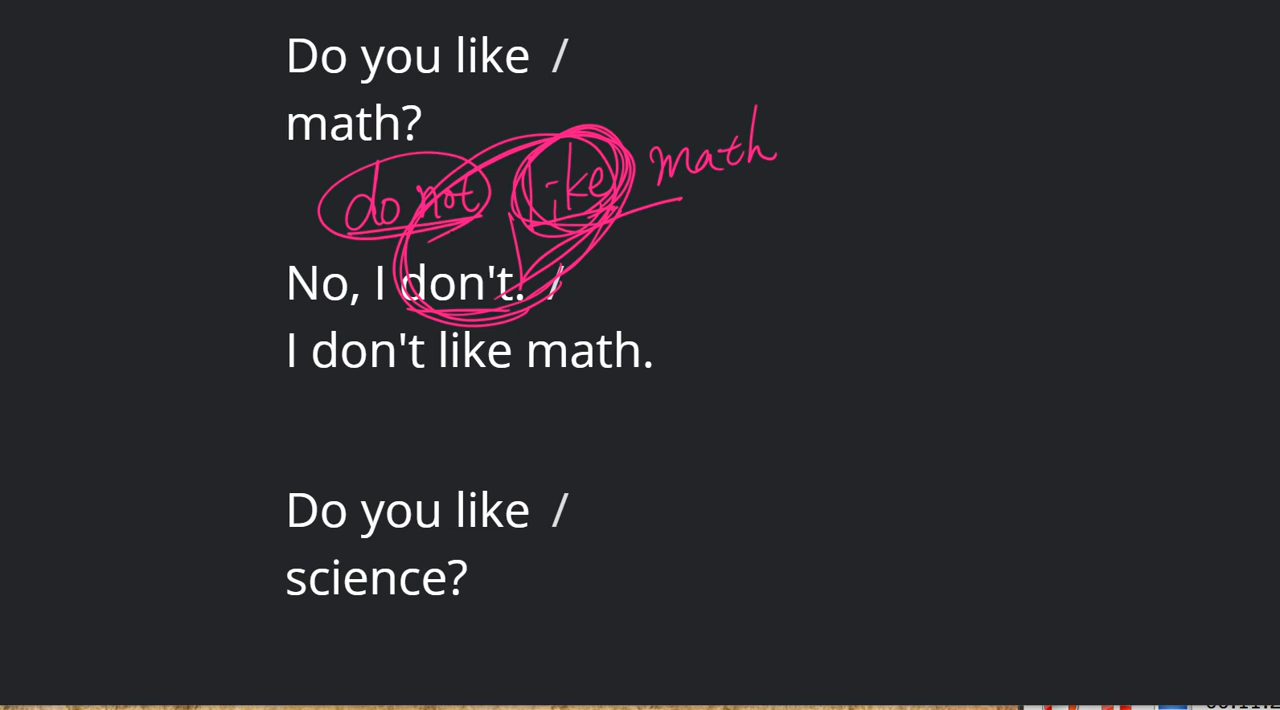 Do you like /
math?
do not like math
No, I don't. /
I don't like math.
Do you like /
science?